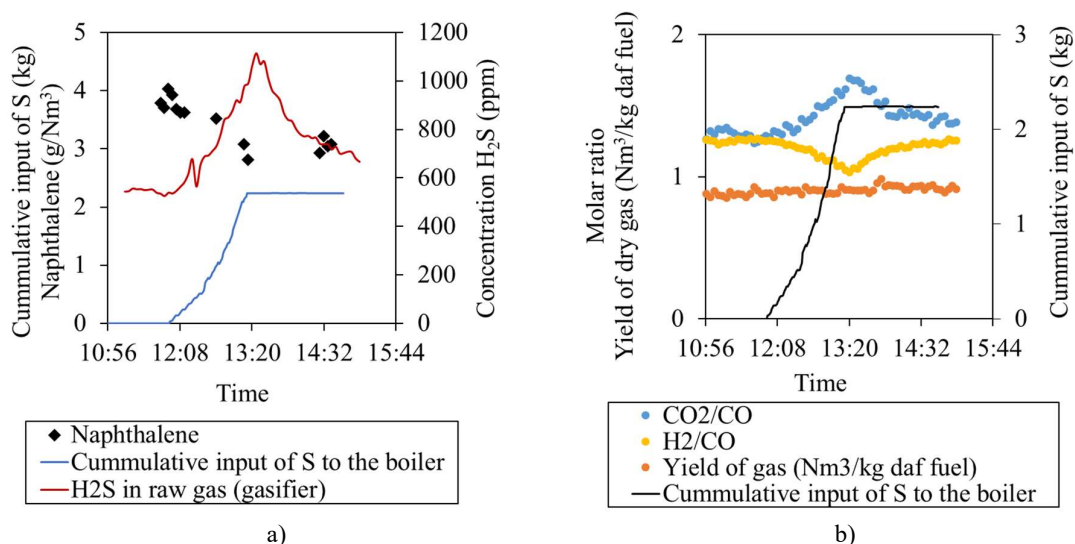 Cummulative input of S (kg)
Naphthalene (g/Nm³)
5
4
3
2
1
0
1200
1000
800
600
400
200
0
Concentration H₂S (ppm)
10:56 12:08 13:20 14:32 15:44
Time
Naphthalene
Cummulative input of S to the boiler
H2S in raw gas (gasifier)
a)
Molar ratio
Yield of dry gas (Nm³/kg daf fuel)
2
1
0
3
2
1
0
Cumulative input of S (kg)
10:56 12:08 13:20 14:32 15:44
Time
CO2/CO
H2/CO
Yield of gas (Nm3/kg daf fuel)
Cummulative input of S to the boiler
b)